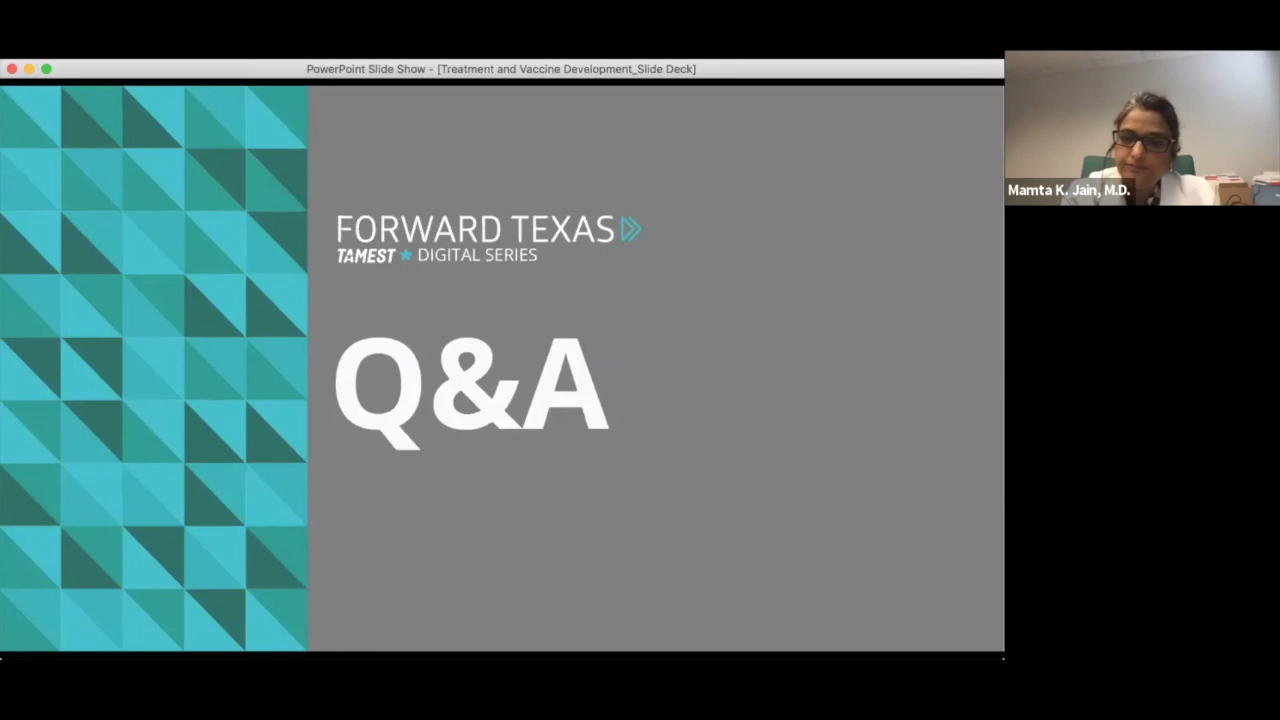 PowerPoint Slide Show - [Treatment and Vaccine Development_Slide Deck]
FORWARD TEXAS
TAMEST DIGITAL SERIES
Q&A
Mamta K. Jain, M.D.